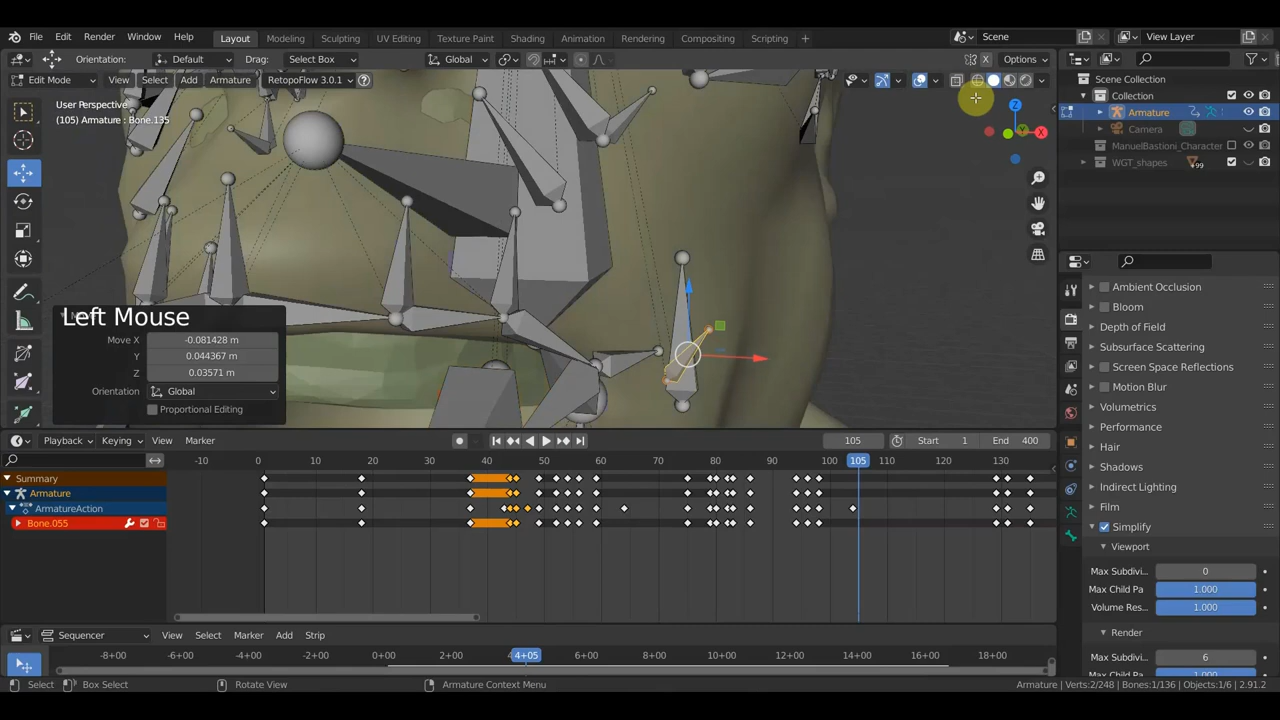 File Edit Render Window Help Layout Modeling Sculpting UV Editing Texture Paint Shading Animation Rendering Compositing Scripting + Scene View Layer
Orientation: Default Drag: Select Box Global Options
Edit Mode View Select Add Armature RetopoFlow 3.0.1
User Perspective
(105) Armature : Bone.135
Z
X
Y
Scene Collection
Collection
Armature
Camera
ManuelBastioni_Character
WGT_shapes 99
Left Mouse
Move X -0.081428 m
Y 0.044367 m
Z 0.03571 m
Orientation Global
Proportional Editing
Ambient Occlusion
Bloom
Depth of Field
Subsurface Scattering
Screen Space Reflections
Motion Blur
Volumetrics
Performance
Hair
Shadows
Indirect Lighting
Film
Simplify
Viewport
Max Subdivi... 0
Max Child Pa 1.000
Volume Res... 1.000
Render
Max Subdivi... 6
Max Child Pa 1.000
Playback Keying View Marker 105 Start 1 End 400
-10 0 10 20 30 40 50 60 70 80 90 100 105 110 120 130
Summary
Armature
ArmatureAction
Bone.055
Sequencer View Select Marker Add Strip
-8+00 -6+00 -4+00 -2+00 0+00 2+00 4+05 6+00 8+00 10+00 12+00 14+00 16+00 18+00
Select Box Select Rotate View Armature Context Menu Armature | Verts:2/248 | Bones:1/136 | Objects:1/6 | 2.91.2